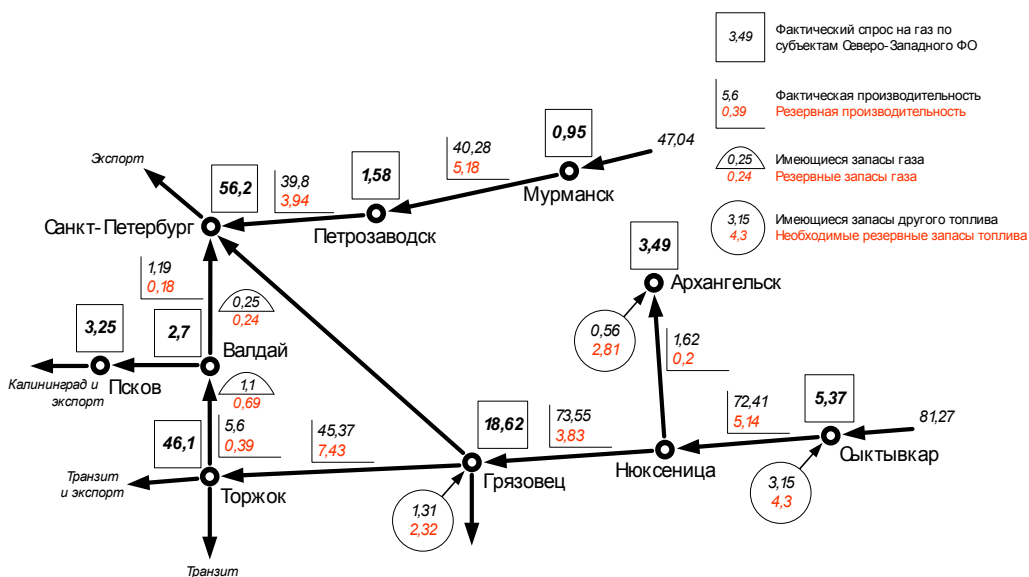 3,49
Фактический спрос на газ по
субъектам Северо-Западного ФО
5,6
0,39
Фактическая производительность
Резервная производительность
0,25
0,24
Имеющиеся запасы газа
Резервные запасы газа
3,15
4,3
Имеющиеся запасы другого топлива
Необходимые резервные запасы топлива
Экспорт
56,2
39,8
3,94
1,58
40,28
5,18
0,95
47,04
Мурманск
Санкт-Петербург
Петрозаводск
3,49
Архангельск
1,19
0,18
0,25
0,24
0,56
2,81
1,62
0,2
3,25
2,7
Валдай
Псков
Калининград и
экспорт
1,1
0,69
5,6
0,39
46,1
45,37
7,43
18,62
73,55
3,83
72,41
5,14
5,37
81,27
Сыктывкар
Нюксеница
Грязовец
Торжок
Транзит
и экспорт
1,31
2,32
3,15
4,3
Транзит